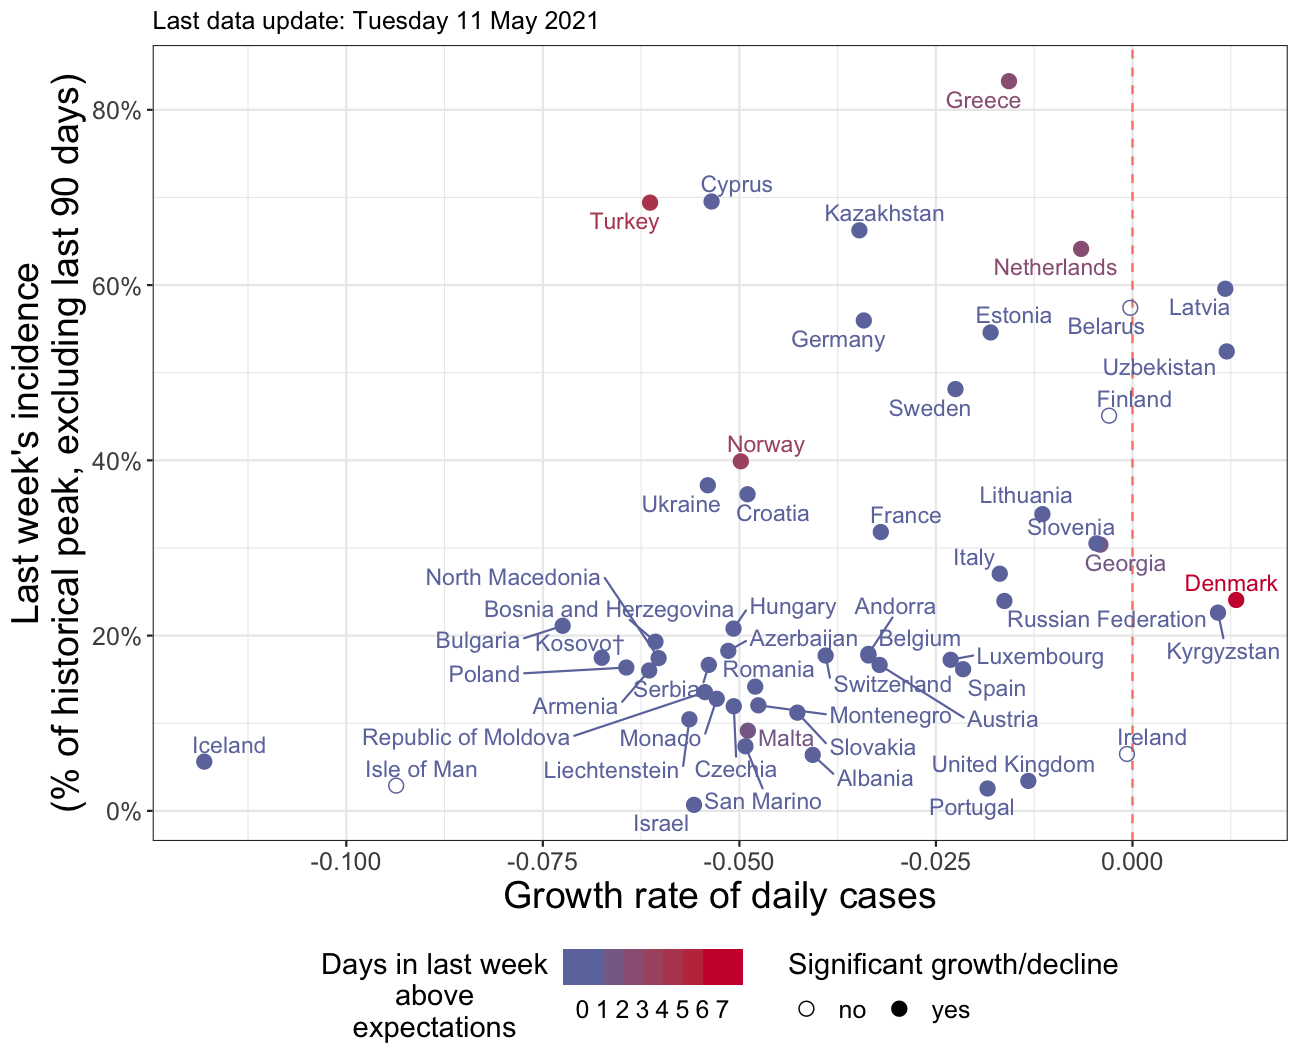 Last data update: Tuesday 11 May 2021
Last week's incidence
(% of historical peak, excluding last 90 days)
80%
60%
40%
20%
0%
Greece
Cyprus
Turkey
Kazakhstan
Netherlands
Latvia
Estonia
Belarus
Germany
Uzbekistan
Finland
Sweden
Norway
Ukraine
Croatia
Lithuania
France
Slovenia
Italy
Georgia
North Macedonia
Denmark
Bosnia and Herzegovina
Hungary
Andorra
Russian Federation
Bulgaria
Kosovo†
Azerbaijan
Belgium
Kyrgyzstan
Luxembourg
Poland
Romania
Serbia
Switzerland
Spain
Armenia
Montenegro
Austria
Republic of Moldova
Monaco
Malta
Slovakia
Iceland
Ireland
Isle of Man
Liechtenstein
Czechia
Albania
United Kingdom
San Marino
Portugal
Israel
-0.100
-0.075
-0.050
-0.025
0.000
Growth rate of daily cases
Days in last week
above
expectations
0 1 2 3 4 5 6 7
Significant growth/decline
no
yes